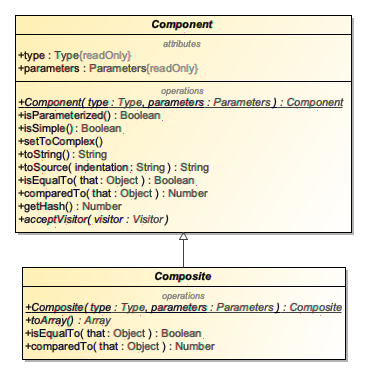 Component
attributes
+type : Type{readOnly}
+parameters : Parameters{readOnly}
operations
+Component( type : Type, parameters : Parameters ) : Component
+isParameterized() : Boolean
+isSimple() : Boolean
+setToComplex()
+toString() : String
+toSource( indentation : String ) : String
+isEqualTo( that : Object ) : Boolean
+comparedTo( that : Object ) : Number
+getHash() : Number
+acceptVisitor( visitor : Visitor )
Composite
operations
+Composite( type : Type, parameters : Parameters ) : Composite
+toArray() : Array
+isEqualTo( that : Object ) : Boolean
+comparedTo( that : Object ) : Number